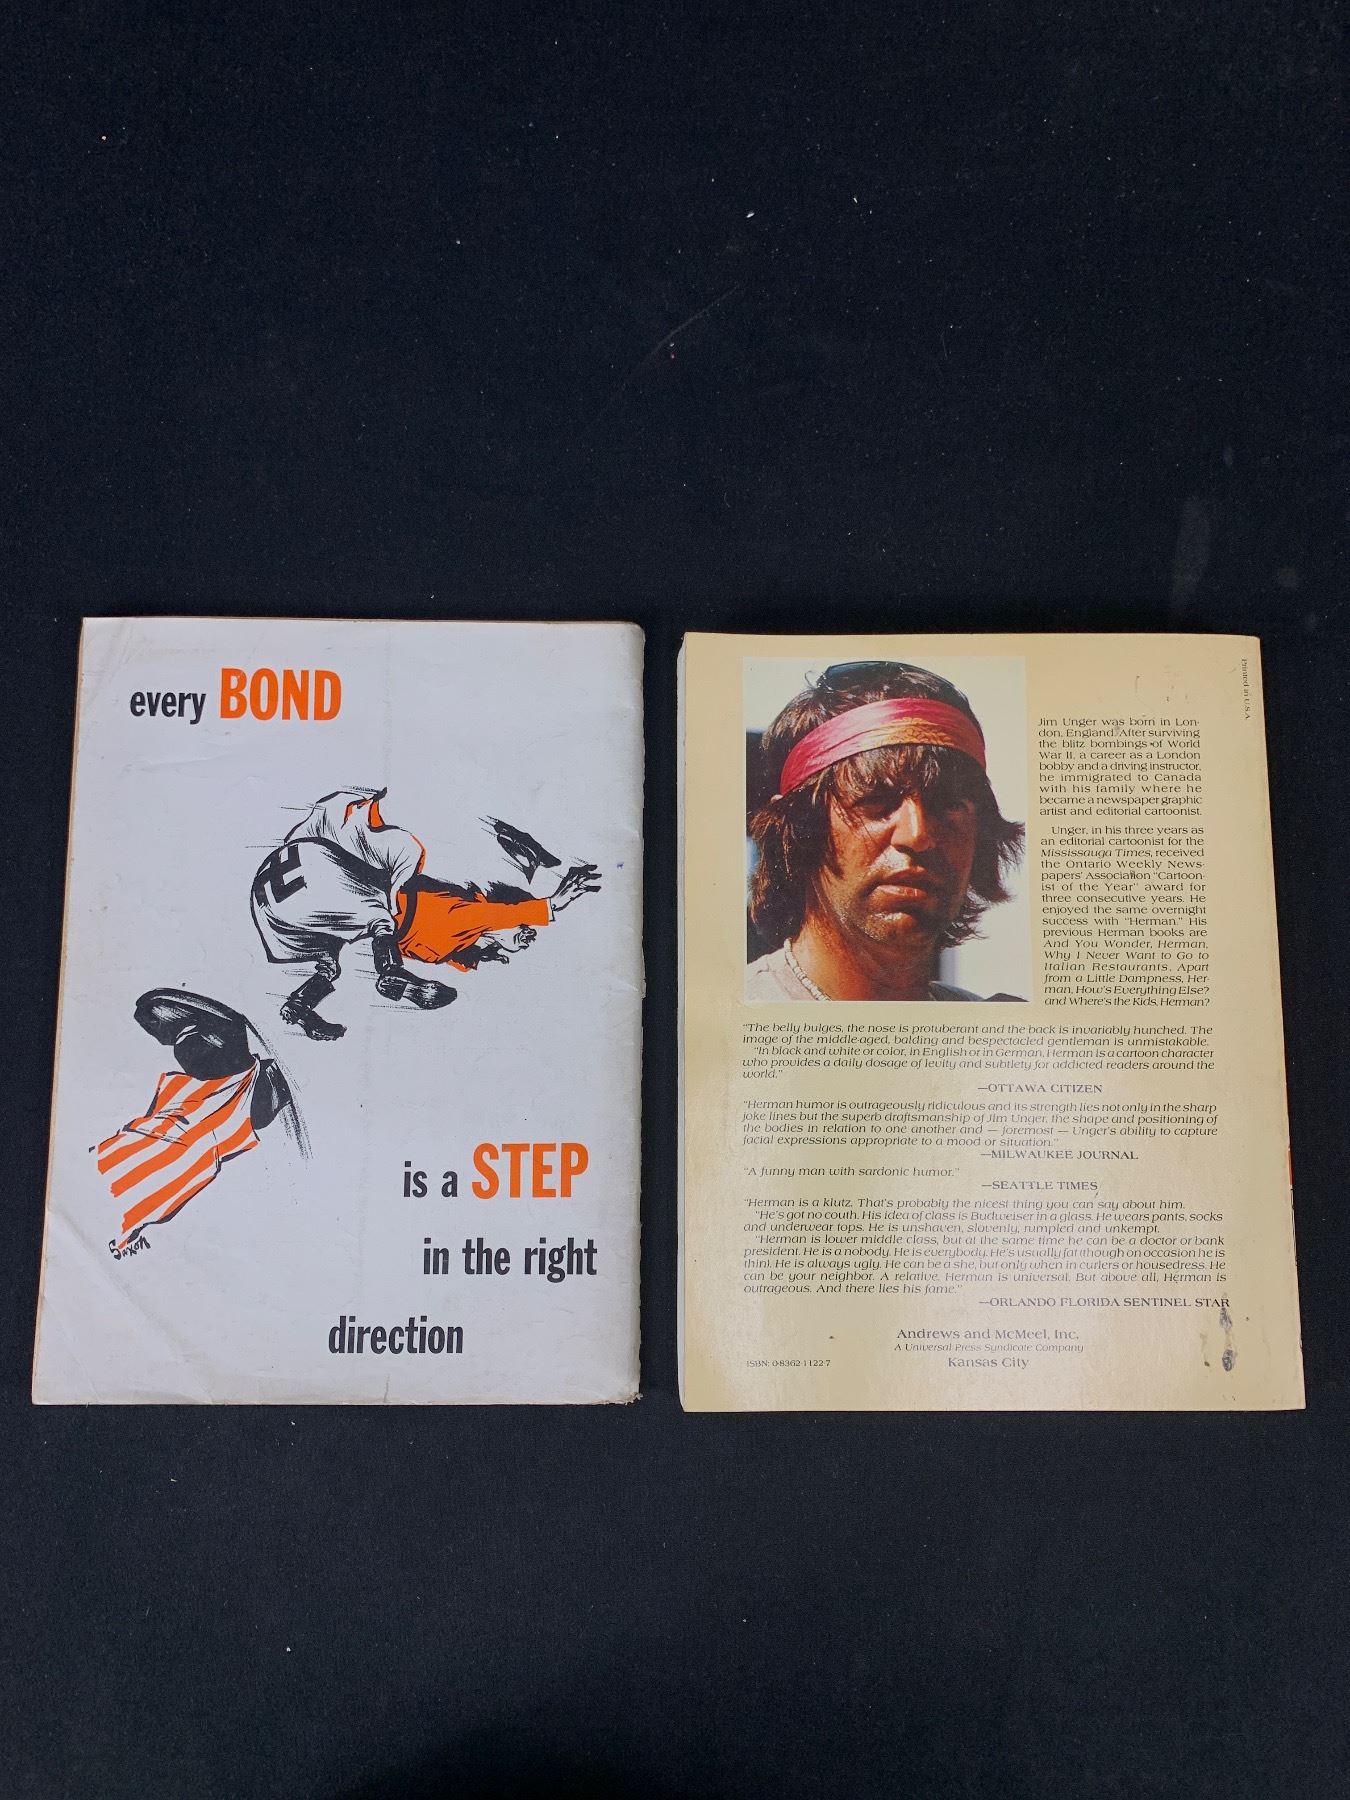 every BOND
Saxon
is a STEP
in the right
direction
Printed in U.S.A.
Jim Unger was born in Lon-
don, England. After surviving
the blitz bombings of World
War II, a career as a London
bobby and a driving instructor,
he immigrated to Canada
with his family where he
became a newspaper graphic
artist and editorial cartoonist.
Unger, in his three years as
an editorial cartoonist for the
Mississauga Times, received
the Ontario Weekly News-
papers' Association "Cartoon-
ist of the Year" award for
three consecutive years. He
enjoyed the same overnight
success with "Herman." His
previous Herman books are
And You Wonder, Herman,
Why I Never Want to Go to
Italian Restaurants, Apart
from a Little Dampness, Her-
man, How's Everything Else?
and Where's the Kids, Herman?
"The belly bulges, the nose is protuberant and the back is invariably hunched. The
image of the middle-aged, balding and bespectacled gentleman is unmistakable.
"In black and white or color, in English or in German, Herman is a cartoon character
who provides a daily dosage of levity and subtlety for addicted readers around the
world."
—OTTAWA CITIZEN
"Herman humor is outrageously ridiculous and its strength lies not only in the sharp
joke lines but the superb draftsmanship of Jim Unger, the shape and positioning of
the bodies in relation to one another and — foremost — Unger's ability to capture
facial expressions appropriate to a mood or situation."
—MILWAUKEE JOURNAL
"A funny man with sardonic humor."
—SEATTLE TIMES
"Herman is a klutz. That's probably the nicest thing you can say about him.
"He's got no couth. His idea of class is Budweiser in a glass. He wears pants, socks
and underwear tops. He is unshaven, slovenly, rumpled and unkempt.
"Herman is lower middle class, but at the same time he can be a doctor or bank
president. He is a nobody. He is everybody. He's usually fat (though on occasion he is
thin). He is always ugly. He can be a she, but only when in curlers or housedress. He
can be your neighbor. A relative. Herman is universal. But above all, Herman is
outrageous. And there lies his fame."
—ORLANDO FLORIDA SENTINEL STAR
Andrews and McMeel, Inc.
A Universal Press Syndicate Company
Kansas City
ISBN: 0-8362-1122-7